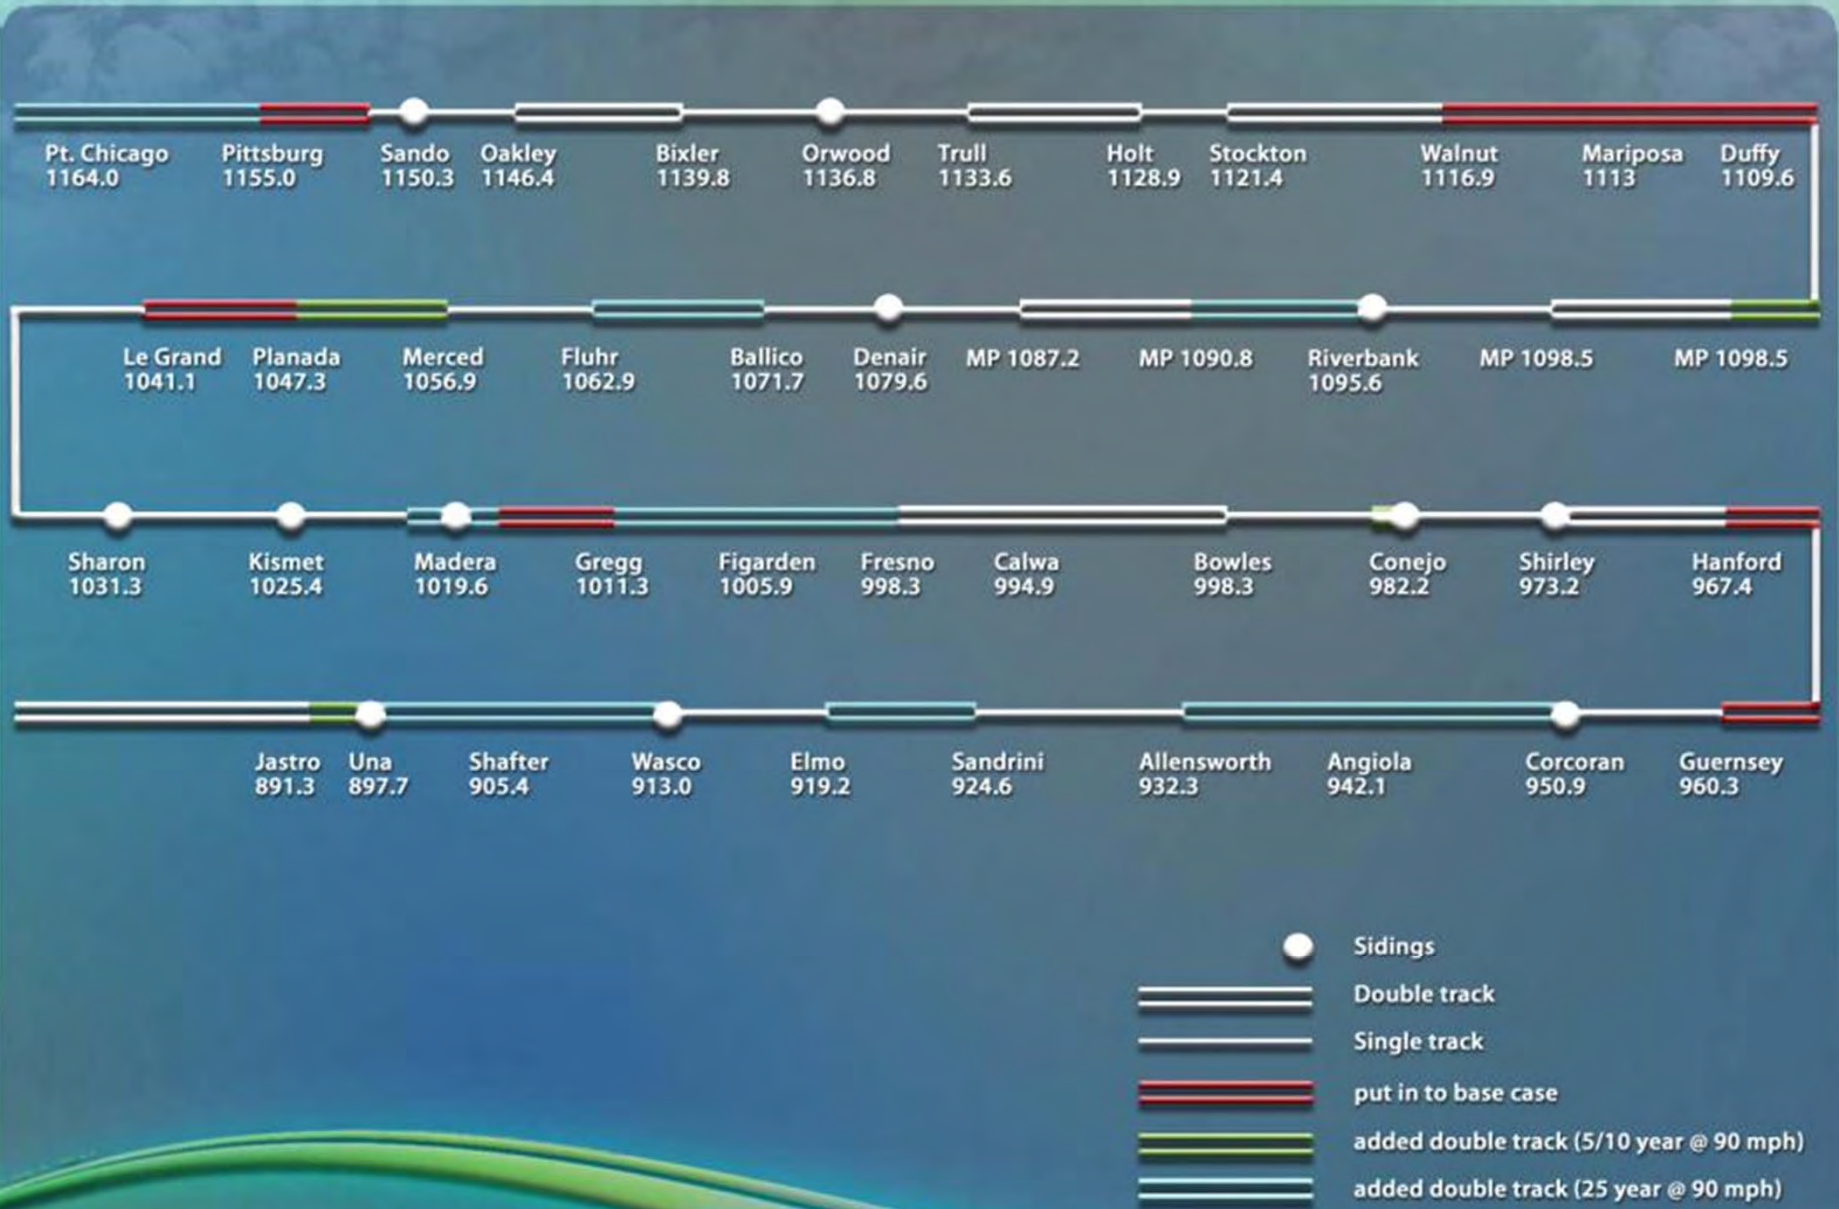 Pt. Chicago Pittsburg Sando Oakley Bixler Orwood Trull Holt Stockton Walnut Mariposa Duffy
1164.0 1155.0 1150.3 1146.4 1139.8 1136.8 1133.6 1128.9 1121.4 1116.9 1113 1109.6
Le Grand Planada Merced Fluhr Ballico Denair MP 1087.2 MP 1090.8 Riverbank MP 1098.5 MP 1098.5
1041.1 1047.3 1056.9 1062.9 1071.7 1079.6 1095.6
Sharon Kismet Madera Gregg Figarden Fresno Calwa Bowles Conejo Shirley Hanford
1031.3 1025.4 1019.6 1011.3 1005.9 998.3 994.9 998.3 982.2 973.2 967.4
Jastro Una Shafter Wasco Elmo Sandrini Allensworth Angiola Corcoran Guernsey
891.3 897.7 905.4 913.0 919.2 924.6 932.3 942.1 950.9 960.3
Sidings
Double track
Single track
put in to base case
added double track (5/10 year @ 90 mph)
added double track (25 year @ 90 mph)